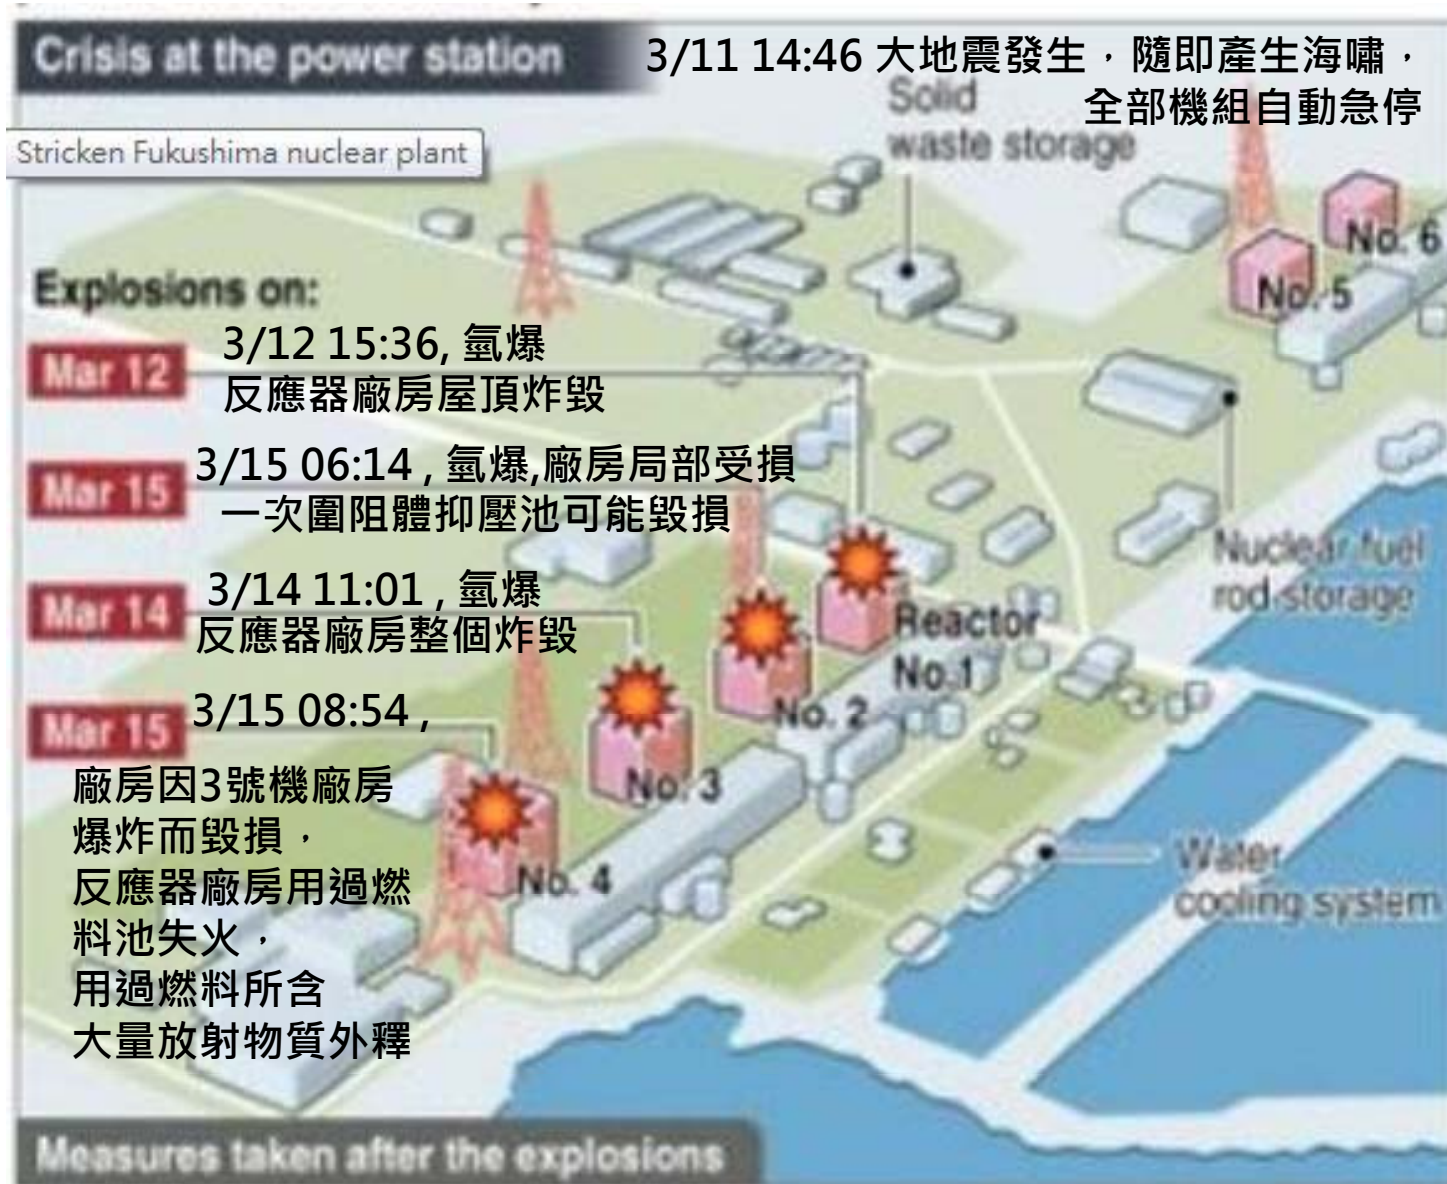 Crisis at the power station
3/11 14:46 大地震發生，隨即產生海嘯，
全部機組自動急停
Solid
waste storage
Stricken Fukushima nuclear plant
No. 6
No. 5
Explosions on:
Mar 12
3/12 15:36, 氫爆
反應器廠房屋頂炸毀
Mar 15
3/15 06:14 , 氫爆,廠房局部受損
一次圍阻體抑壓池可能毀損
Nuclear fuel
rod storage
Mar 14
3/14 11:01 , 氫爆
反應器廠房整個炸毀
Reactor
No.1
No. 2
Mar 15
3/15 08:54 ,
No. 3
廠房因3號機廠房
爆炸而毀損，
反應器廠房用過燃
料池失火，
用過燃料所含
大量放射物質外釋
No. 4
Water
cooling system
Measures taken after the explosions